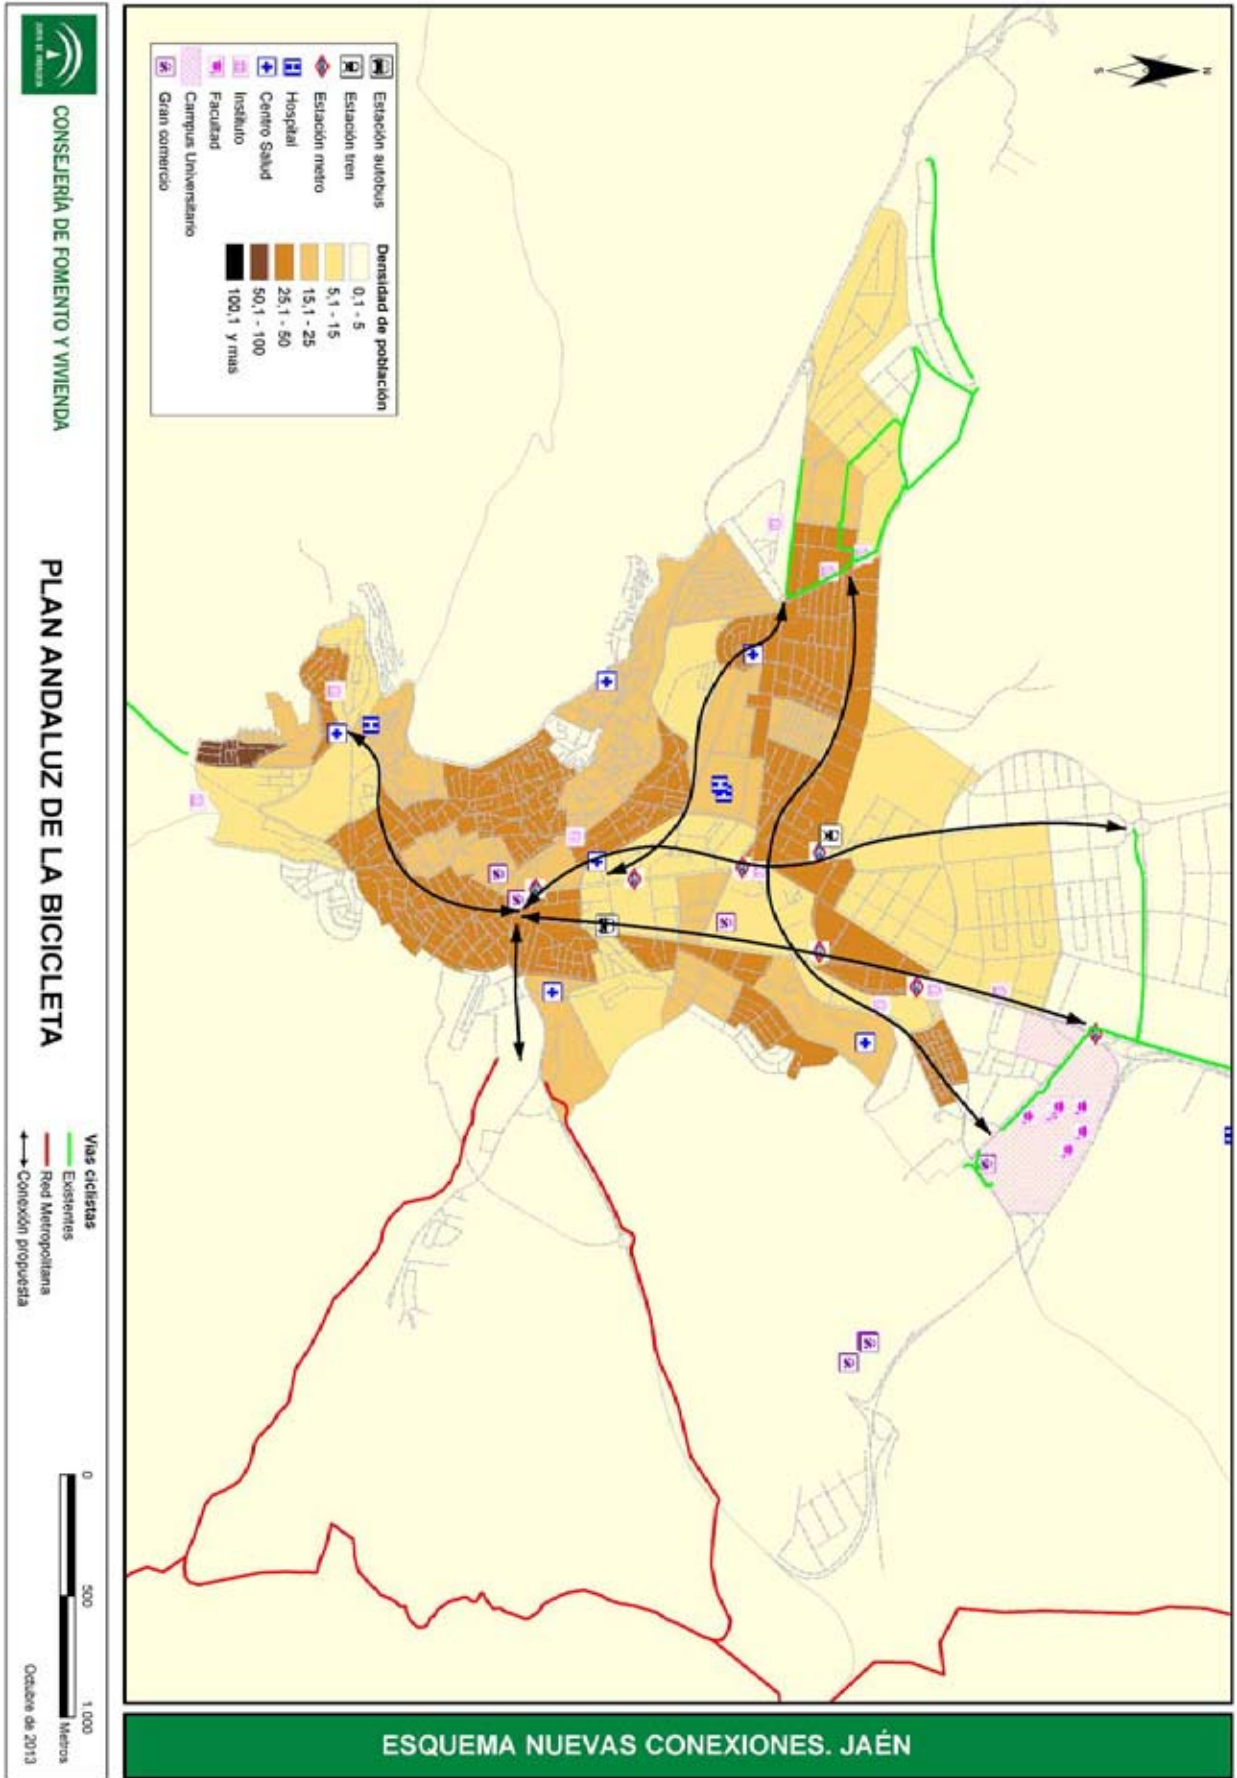 ESQUEMA NUEVAS CONEXIONES. JAÉN
N
S
Estación autobus
Estación tren
Estación metro
Hospital
Centro Salud
Instituto
Facultad
Campus Universitario
Gran comercio
Densidad de población
0,1 - 5
5,1 - 15
15,1 - 25
25,1 - 50
50,1 - 100
100,1 y mas
JUNTA DE ANDALUCIA
CONSEJERÍA DE FOMENTO Y VIVIENDA
PLAN ANDALUZ DE LA BICICLETA
Vías ciclistas
Existentes
Red Metropolitana
Conexión propuesta
0 500 1.000
Metros
Octubre de 2013